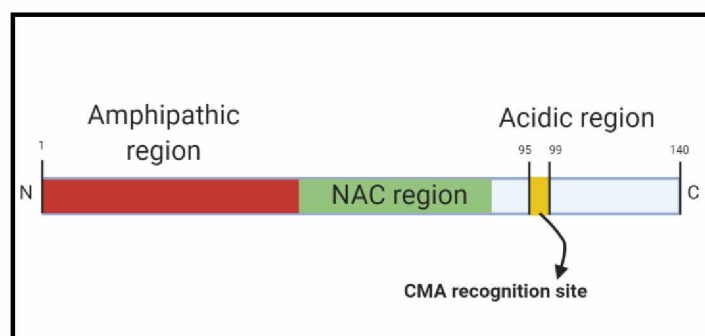 Amphipathic
region
Acidic region
1
95
99
140
N
NAC region
C
CMA recognition site